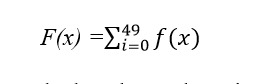 F(x) =∑_{i=0}^{49} f(x)